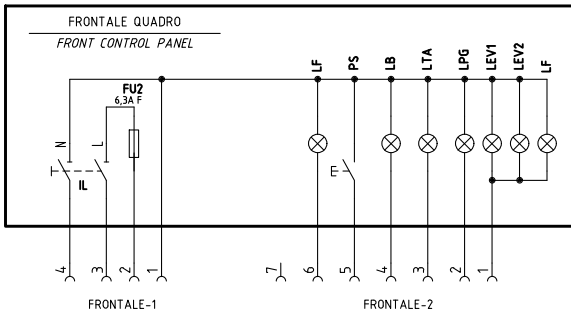 FRONTALE QUADRO
FRONT CONTROL PANEL
LF PS LB LTA LPG LEV1 LEV2 LF
FU2
6,3A F
N L
IL
4 3 2 1 7 6 5 4 3 2 1
FRONTALE-1 FRONTALE-2